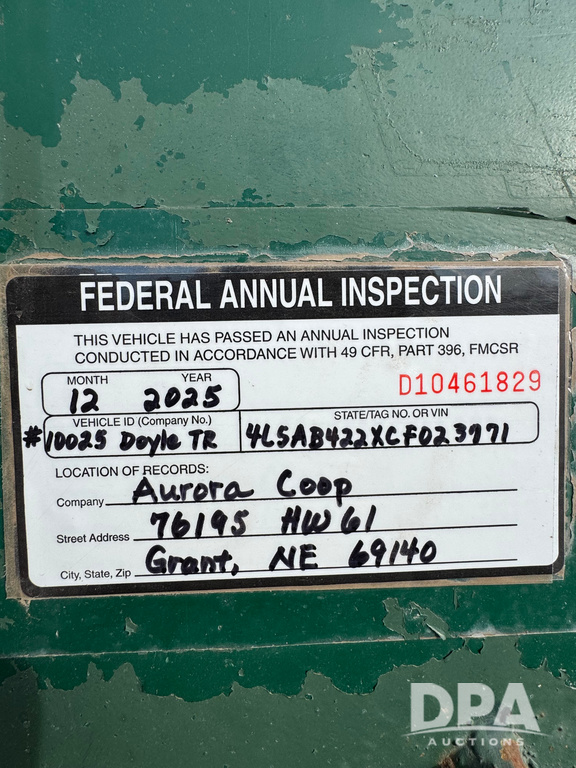 FEDERAL ANNUAL INSPECTION
THIS VEHICLE HAS PASSED AN ANNUAL INSPECTION
CONDUCTED IN ACCORDANCE WITH 49 CFR, PART 396, FMCSR
MONTH YEAR
12 2025
D10461829
VEHICLE ID (Company No.)
#10025 Doyle TR
STATE/TAG NO. OR VIN
4L5AB422XCF023971
LOCATION OF RECORDS:
Company Aurora Coop
Street Address 76195 HW 61
City, State, Zip Grant, NE 69140
DPA
AUCTIONS